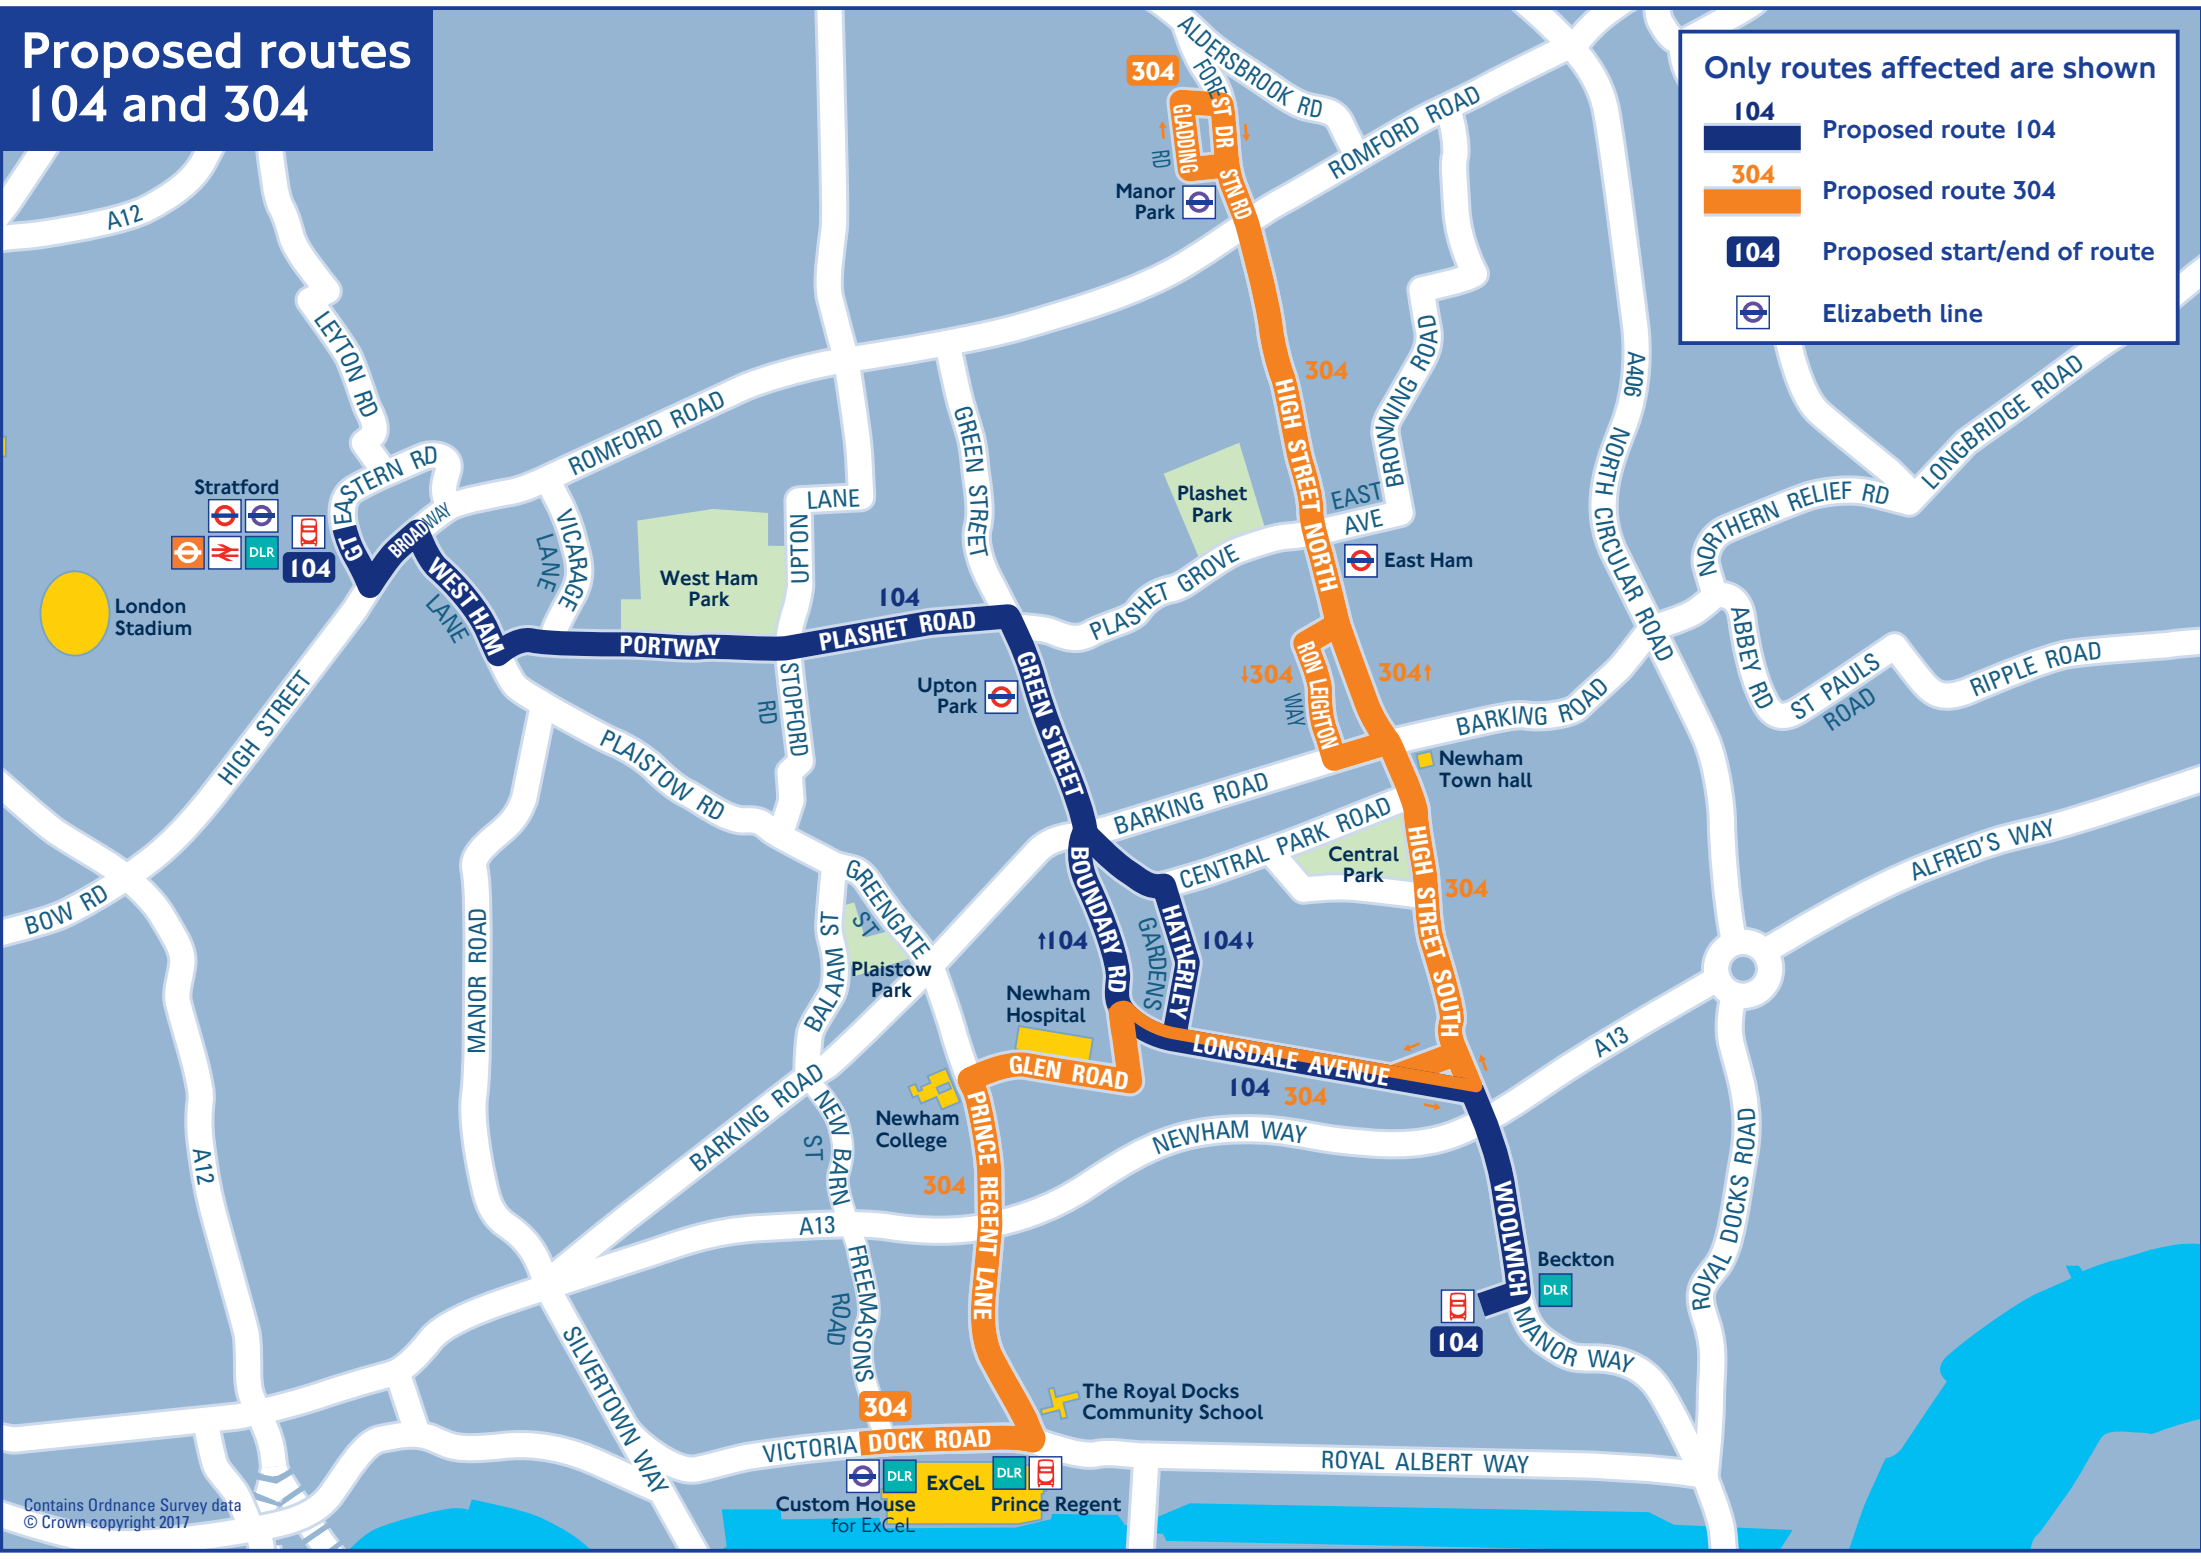 Proposed routes
104 and 304
Only routes affected are shown
104
Proposed route 104
304
Proposed route 304
104
Proposed start/end of route
Elizabeth line
304
ALDERSBROOK RD
FOREST DR
GLADDING
RD
STN RD
Manor
Park
ROMFORD ROAD
A12
LEYTON RD
304
HIGH STREET NORTH
BROWNING ROAD
A406
NORTH CIRCULAR ROAD
LONGBRIDGE ROAD
NORTHERN RELIEF RD
ROMFORD ROAD
GREEN STREET
EASTERN RD
GT
Stratford
DLR
104
BROADWAY
WEST HAM
LANE
VICARAGE
LANE
UPTON
LANE
Plashet
Park
EAST
AVE
East Ham
PLASHET GROVE
West Ham
Park
London
Stadium
104
PORTWAY
PLASHET ROAD
ABBEY RD
ST PAULS
ROAD
RIPPLE ROAD
HIGH STREET
PLAISTOW RD
STOPFORD
RD
Upton
Park
GREEN STREET
↓304
RON LEIGHTON
WAY
304↑
BARKING ROAD
Newham
Town hall
BARKING ROAD
CENTRAL PARK ROAD
Central
Park
HIGH STREET SOUTH
304
ALFRED'S WAY
BOW RD
MANOR ROAD
GREENGATE
ST
BALAAM ST
Plaistow
Park
BOUNDARY RD
↑104
HATHERLEY
GARDENS
104↓
Newham
Hospital
GLEN ROAD
LONSDALE AVENUE
104
304
A13
Newham
College
BARKING ROAD
NEW BARN
ST
PRINCE REGENT LANE
304
NEWHAM WAY
A12
A13
WOOLWICH
MANOR WAY
ROYAL DOCKS ROAD
Beckton
DLR
104
FREEMASONS
ROAD
SILVERTOWN WAY
304
The Royal Docks
Community School
VICTORIA
DOCK ROAD
ROYAL ALBERT WAY
DLR
ExCeL
DLR
Custom House
for ExCeL
Prince Regent
Contains Ordnance Survey data
© Crown copyright 2017